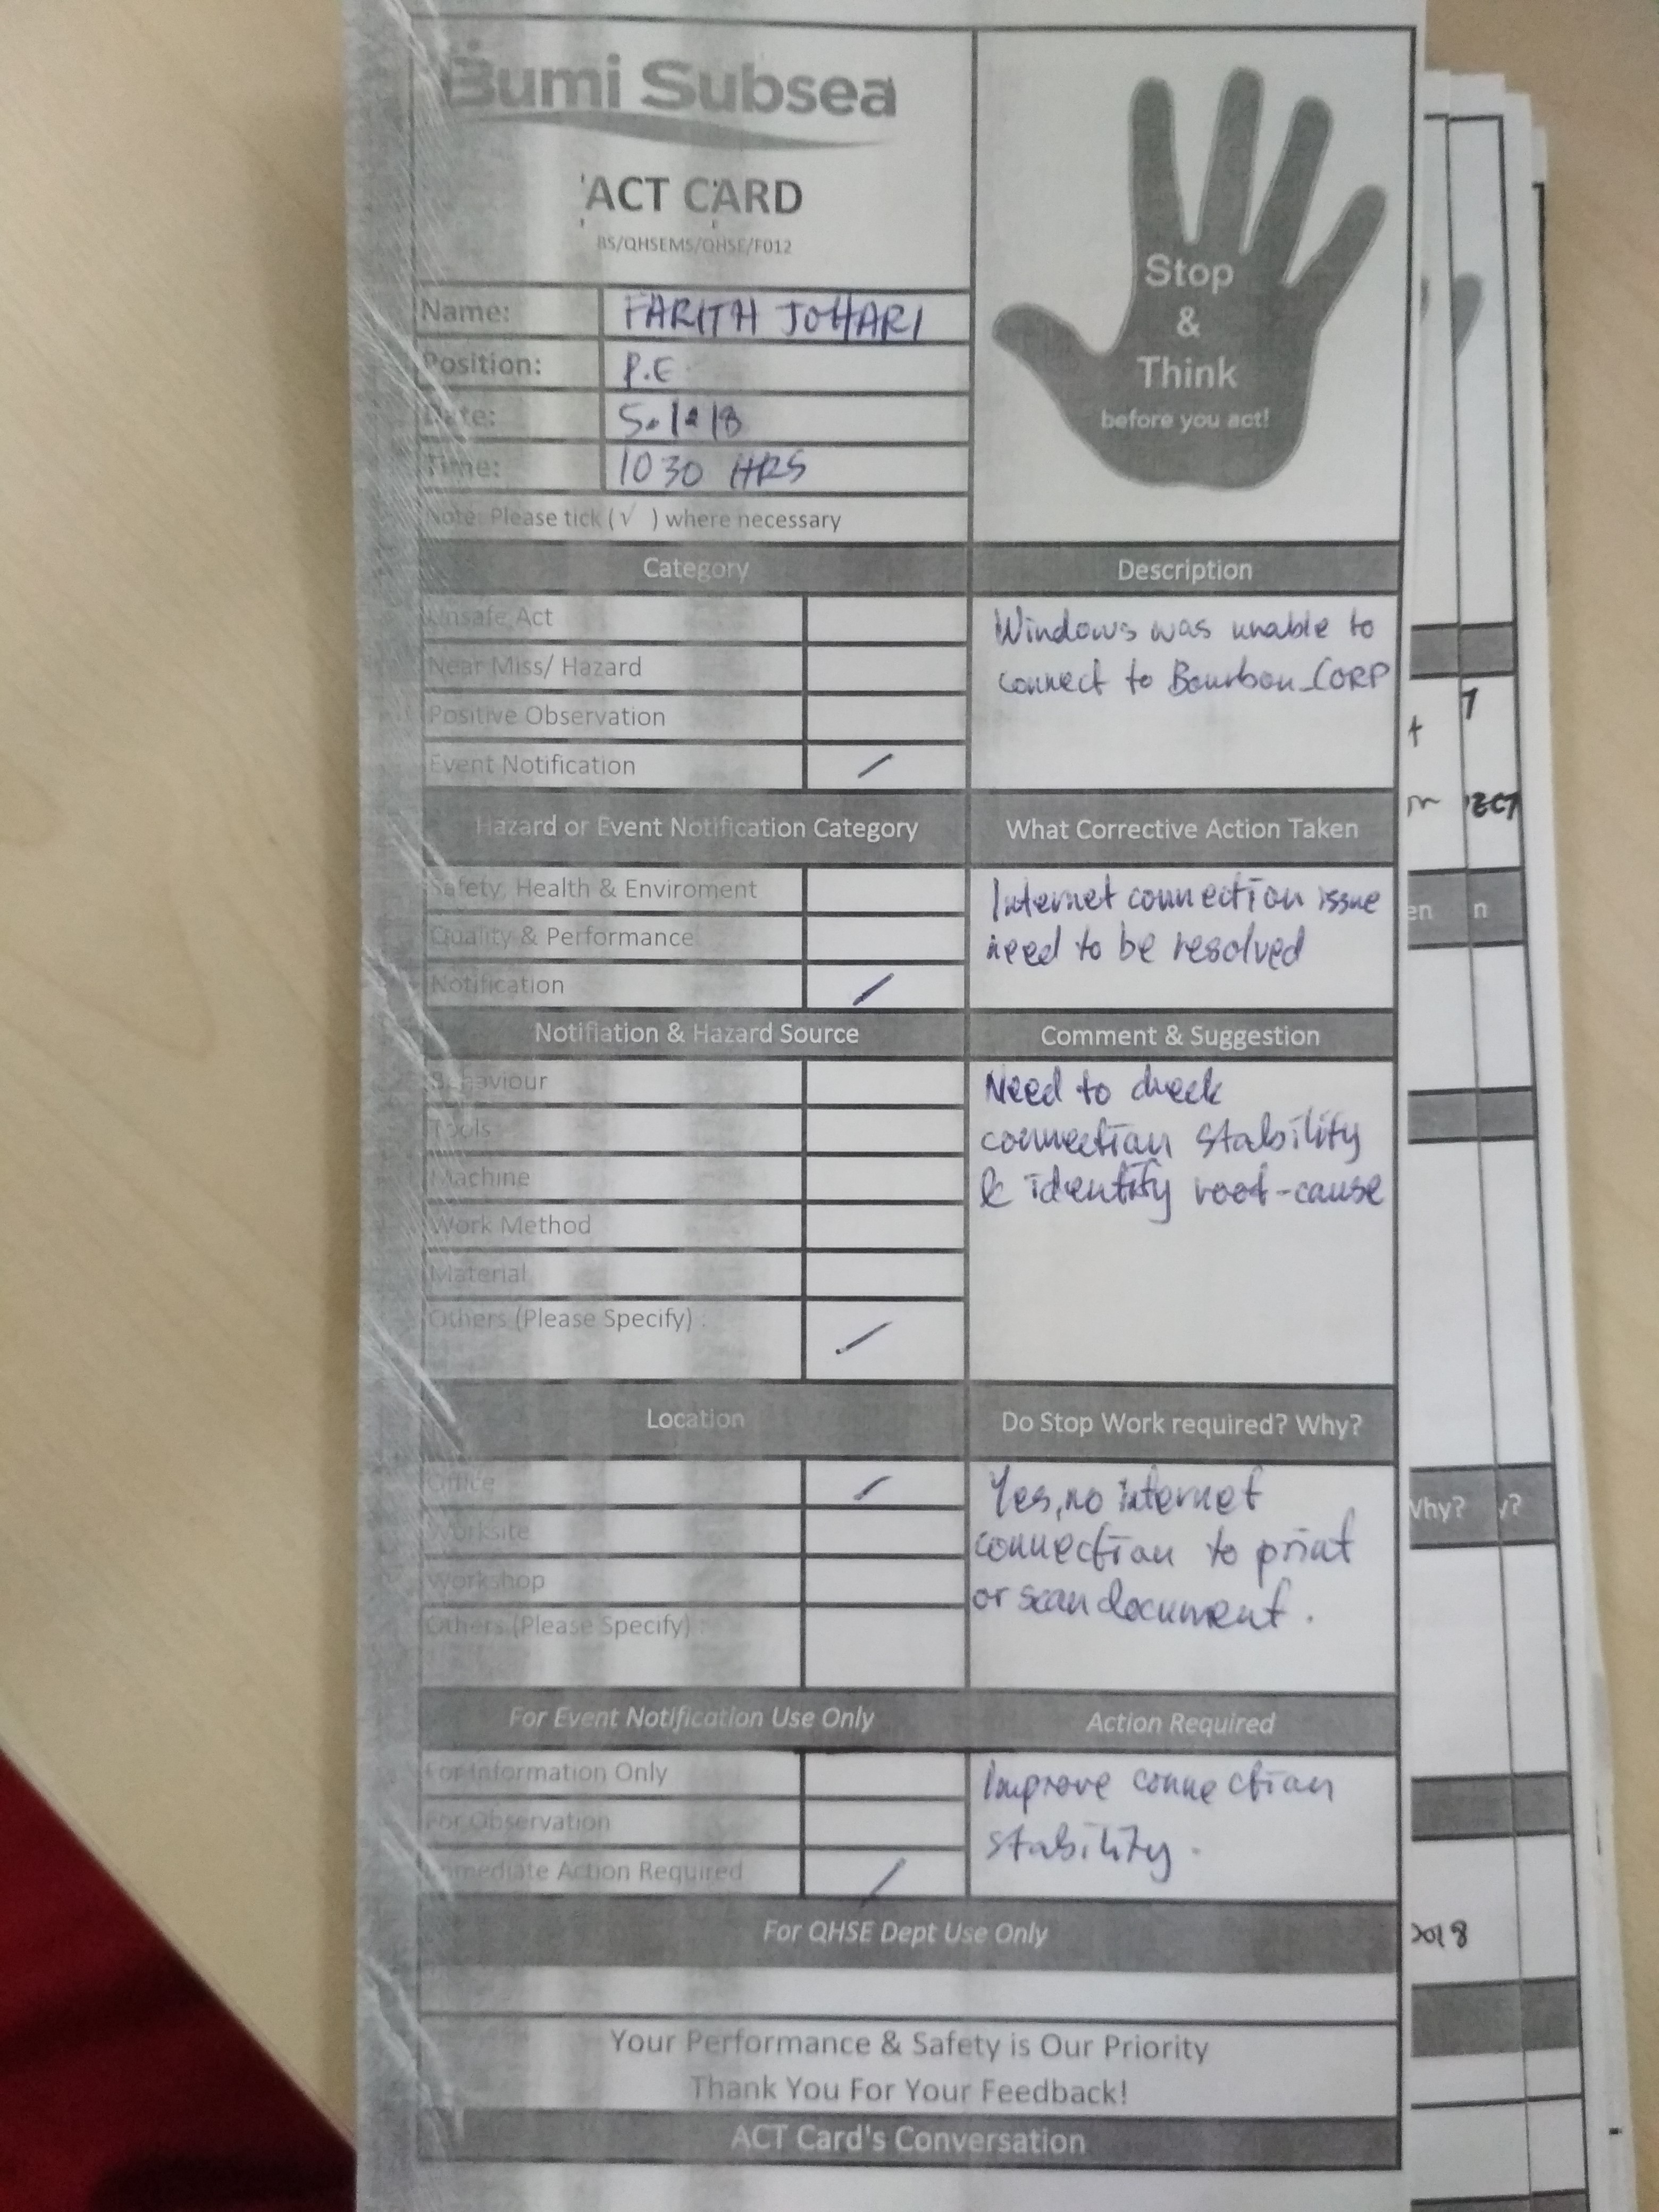 Bumi Subsea
ACT CARD
BS/QHSEMS/QHSE/F012
Stop
&
Think
before you act!
Name: FARITH JOHARI
Position: P.E.
Date:
Time: 1030 HRS
Note: Please tick (√ ) where necessary
Category
Unsafe Act
Near Miss/ Hazard
Positive Observation
Event Notification /
Description
Windows was unable to
connect to Bourbon_CORP
Hazard or Event Notification Category
Safety, Health & Enviroment
Quality & Performance
Notification /
What Corrective Action Taken
Internet connection issue
need to be resolved
Notifiation & Hazard Source
Behaviour
Tools
Machine
Work Method
Material
Others (Please Specify) : /
Comment & Suggestion
Need to check
connection stability
& identify root-cause
Location
Office /
Worksite
Workshop
Others (Please Specify) :
Do Stop Work required? Why?
Yes, no internet
connection to print
or scan document.
For Event Notification Use Only
For Information Only
For Observation
Immediate Action Required /
Action Required
Improve connection
stability.
For QHSE Dept Use Only
Your Performance & Safety is Our Priority
Thank You For Your Feedback!
ACT Card's Conversation
en
n
Why?
y?
2018